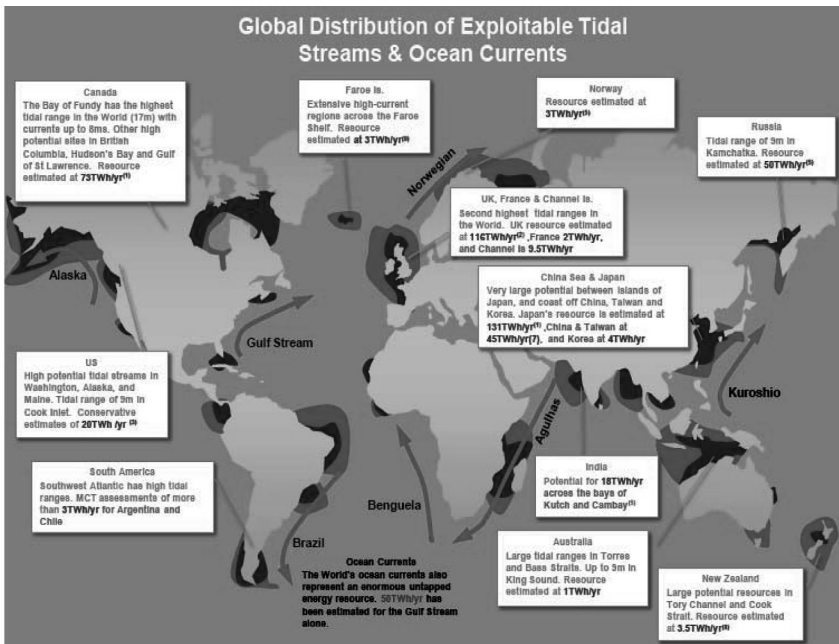 Global Distribution of Exploitable Tidal
Streams & Ocean Currents
Canada
The Bay of Fundy has the highest
tidal range in the World (17m) with
currents up to 8ms. Other high
potential sites in British
Columbia, Hudson's Bay and Gulf
of St Lawrence. Resource
estimated at 73TWh/yr(1)
Faroe Is.
Extensive high-current
regions across the Faroe
Shelf. Resource
estimated at 3TWh/yr
Norway
Resource estimated at
3TWh/yr
Russia
Tidal range of 9m in
Kamchatka. Resource
estimated at 50TWh/yr
Norwegian
UK, France & Channel Is.
Second highest tidal ranges in
the World. UK resource estimated
at 116TWh/yr(2) ,France 2TWh/yr,
and Channel Is 9.5TWh/yr
Alaska
Gulf Stream
China Sea & Japan
Very large potential between islands of
Japan, and coast off China, Taiwan and
Korea. Japan's resource is estimated at
131TWh/yr(1) ,China & Taiwan at
45TWh/yr(7), and Korea at 4TWh/yr
Kuroshio
US
High potential tidal streams in
Washington, Alaska, and
Maine. Tidal range of 9m in
Cook Inlet. Conservative
estimates of 20TWh /yr (3)
Agulhas
South America
Southwest Atlantic has high tidal
ranges. MCT assessments of more
than 3TWh/yr for Argentina and
Chile
Benguela
India
Potential for 18TWh/yr
across the bays of
Kutch and Cambay
Brazil
Ocean Currents
The World's ocean currents also
represent an enormous untapped
energy resource. 50TWh/yr has
been estimated for the Gulf Stream
alone.
Australia
Large tidal ranges in Torres
and Bass Straits. Up to 9m in
King Sound. Resource
estimated at 1TWh/yr
New Zealand
Large potential resources in
Tory Channel and Cook
Strait. Resource estimated
at 3.5TWh/yr